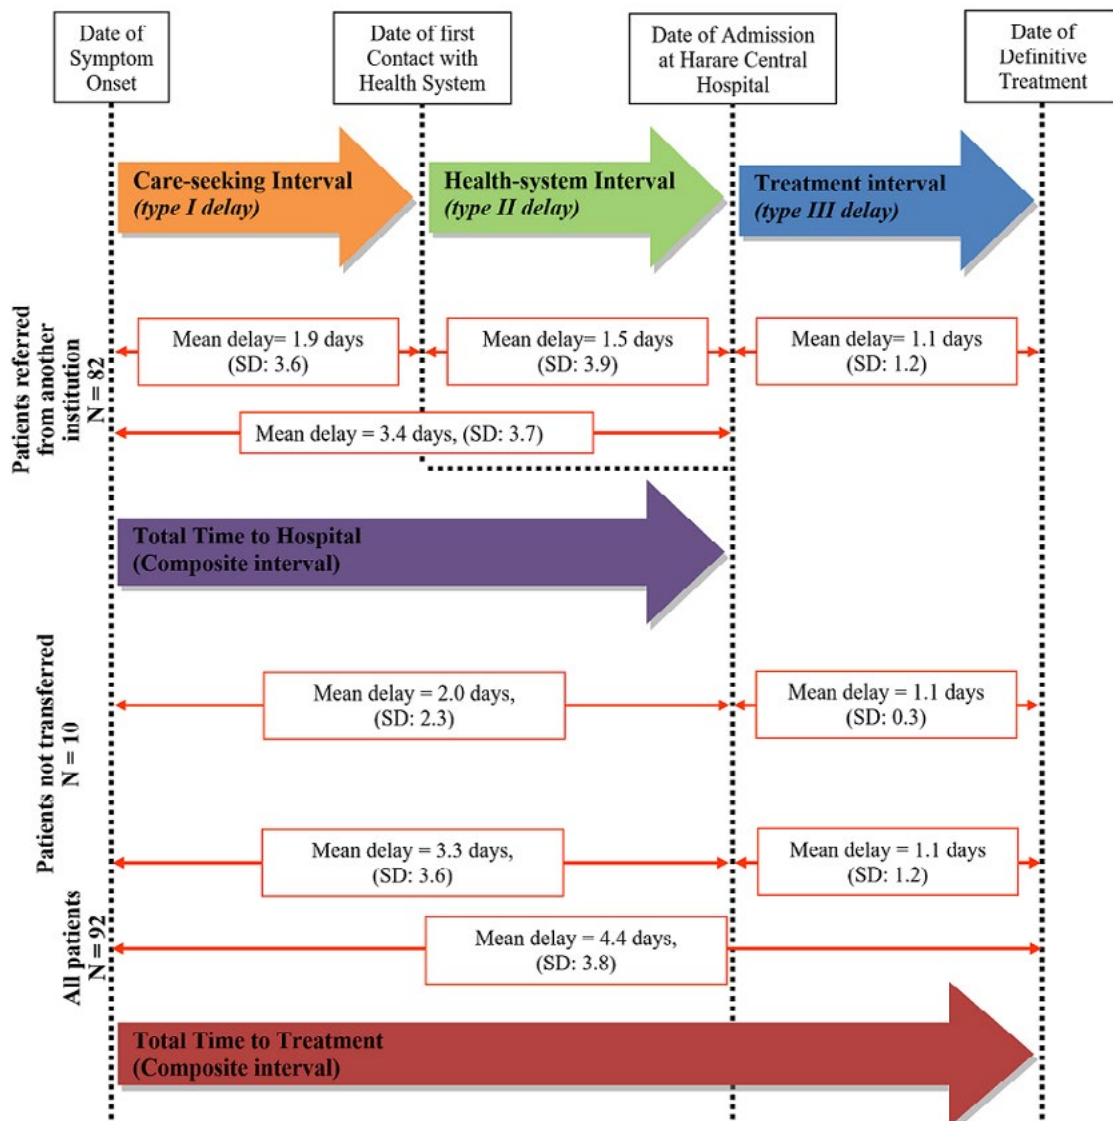 Date of
Symptom
Onset
Date of first
Contact with
Health System
Date of Admission
at Harare Central
Hospital
Date of
Definitive
Treatment
Care-seeking Interval
(type I delay)
Health-system Interval
(type II delay)
Treatment interval
(type III delay)
Patients referred
from another
institution
N = 82
Mean delay= 1.9 days
(SD: 3.6)
Mean delay= 1.5 days
(SD: 3.9)
Mean delay= 1.1 days
(SD: 1.2)
Mean delay = 3.4 days, (SD: 3.7)
Total Time to Hospital
(Composite interval)
Patients not transferred
N = 10
Mean delay = 2.0 days,
(SD: 2.3)
Mean delay = 1.1 days
(SD: 0.3)
All patients
N = 92
Mean delay = 3.3 days,
(SD: 3.6)
Mean delay = 1.1 days
(SD: 1.2)
Mean delay = 4.4 days,
(SD: 3.8)
Total Time to Treatment
(Composite interval)